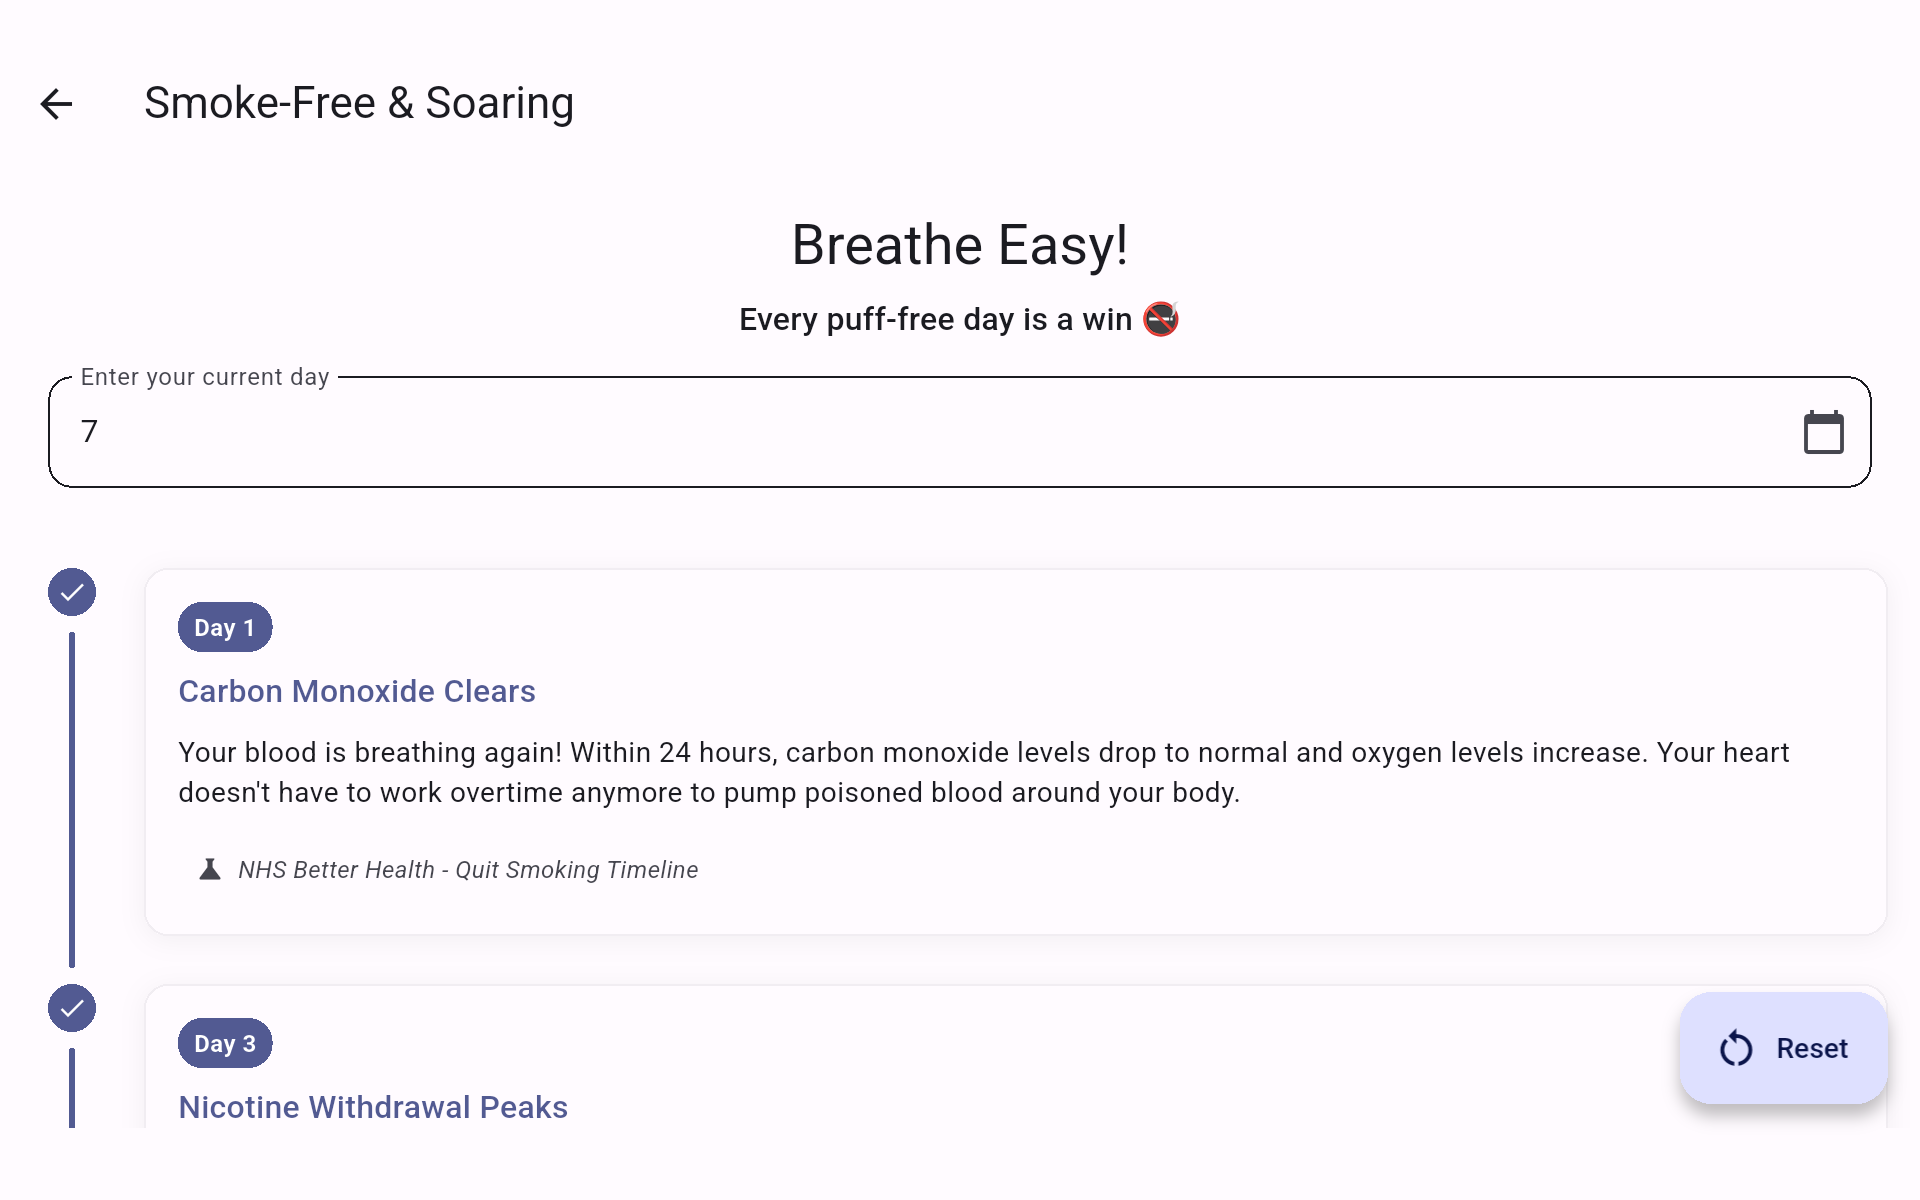 Smoke-Free & Soaring
Breathe Easy!
Every puff-free day is a win 🚭
Enter your current day
7
Day 1
Carbon Monoxide Clears
Your blood is breathing again! Within 24 hours, carbon monoxide levels drop to normal and oxygen levels increase. Your heart
doesn't have to work overtime anymore to pump poisoned blood around your body.
NHS Better Health - Quit Smoking Timeline
Day 3
Nicotine Withdrawal Peaks
Reset